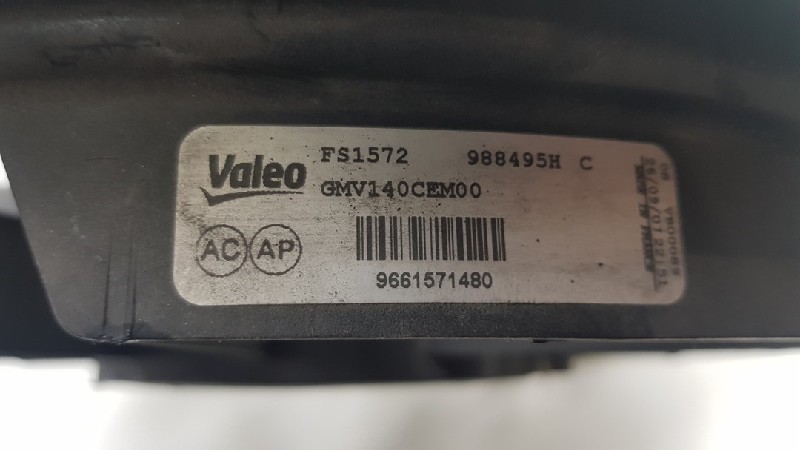 Valeo
FS1572 988495H C
GMV140CEM00
AC AP
9661571480